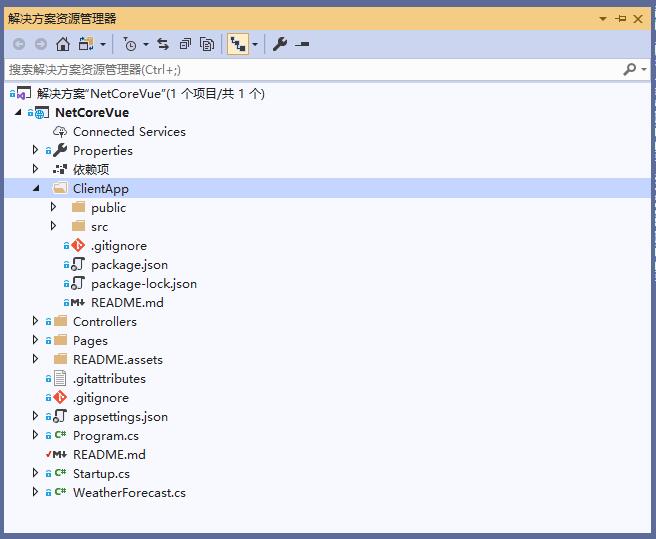 解决方案资源管理器
搜索解决方案资源管理器(Ctrl+;)
解决方案"NetCoreVue"(1 个项目/共 1 个)
NetCoreVue
Connected Services
Properties
依赖项
ClientApp
public
src
.gitignore
package.json
package-lock.json
README.md
Controllers
Pages
README.assets
.gitattributes
.gitignore
appsettings.json
C# Program.cs
README.md
C# Startup.cs
C# WeatherForecast.cs